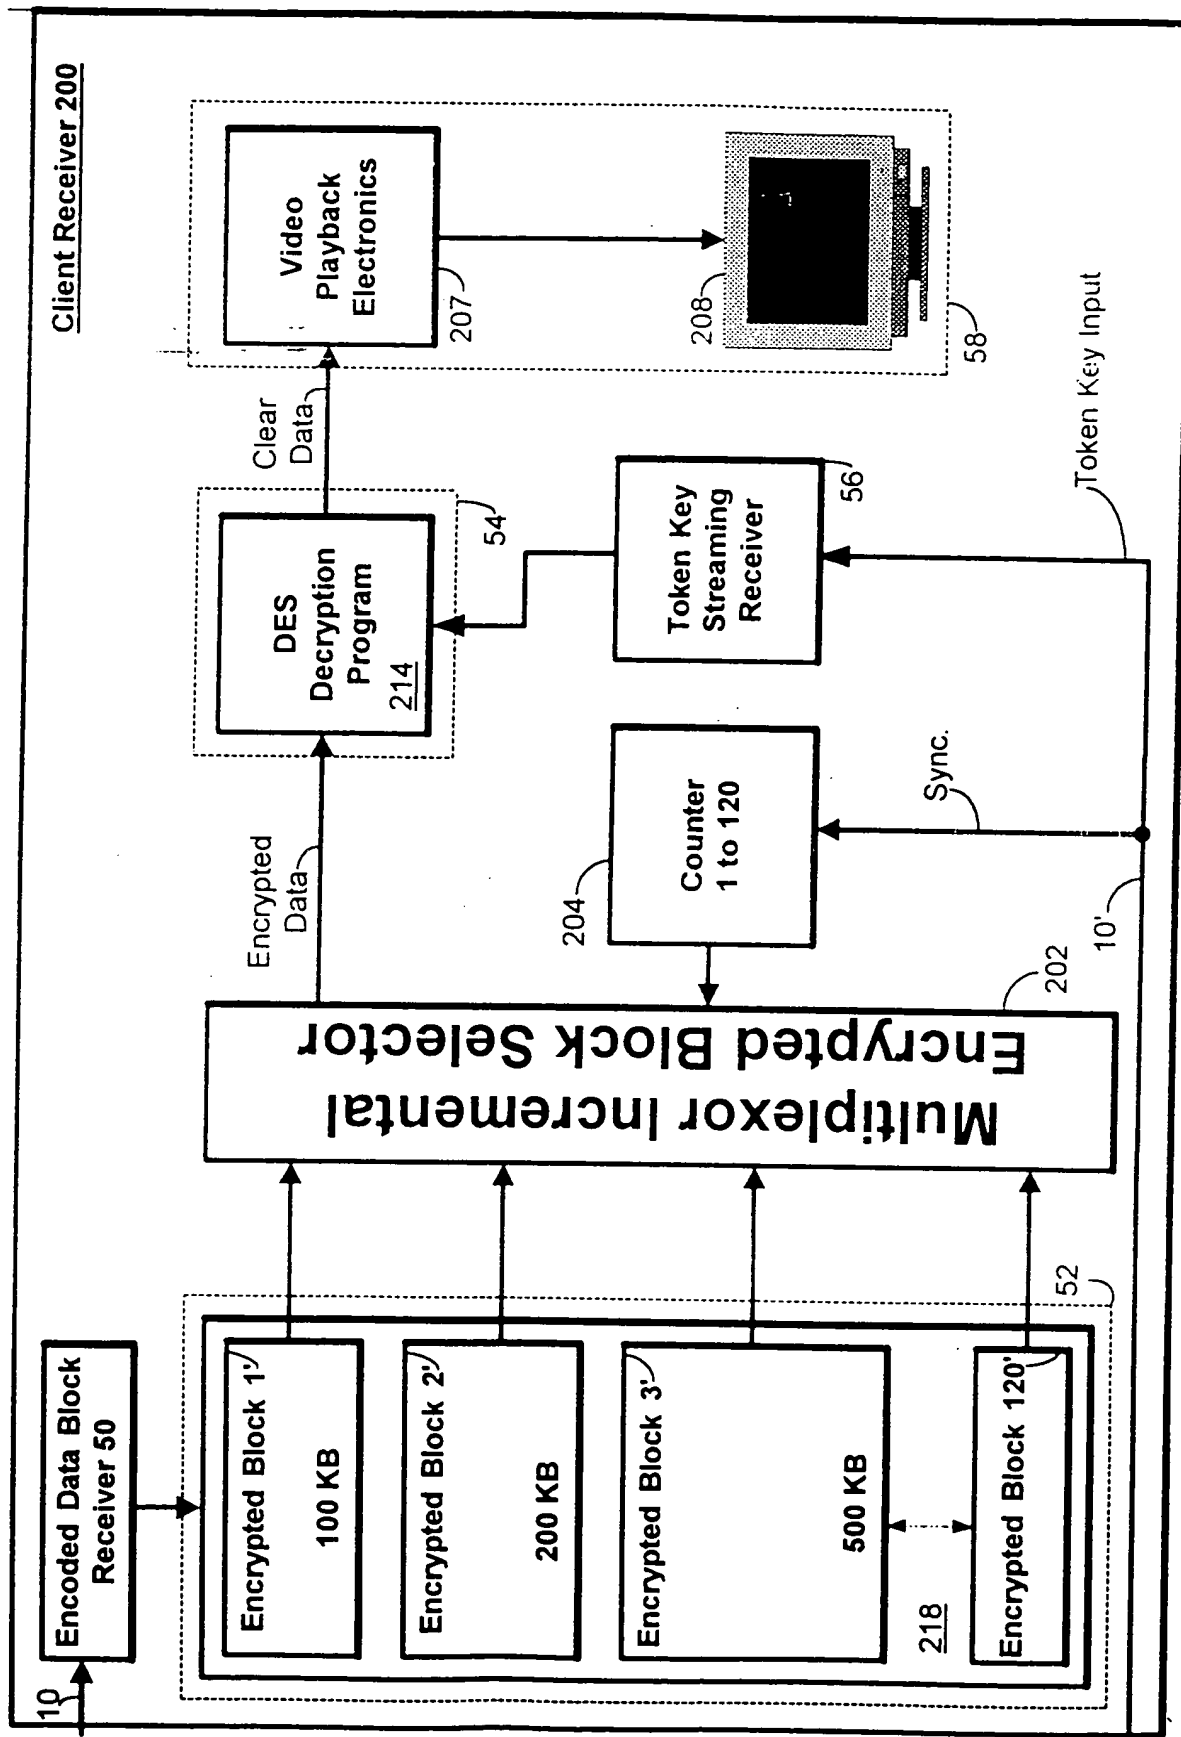 Client Receiver 200
10
Encoded Data Block
Receiver 50
Encrypted Block 1'
100 KB
Encrypted Block 2'
200 KB
Encrypted Block 3'
500 KB
218
Encrypted Block 120'
52
Multiplexor Incremental
Encrypted Block Selector
202
Encrypted
Data
204
Counter
1 to 120
Sync.
10'
DES
Decryption
Program
214
54
Token Key
Streaming
Receiver
56
Token Key Input
Clear
Data
Video
Playback
Electronics
207
208
58